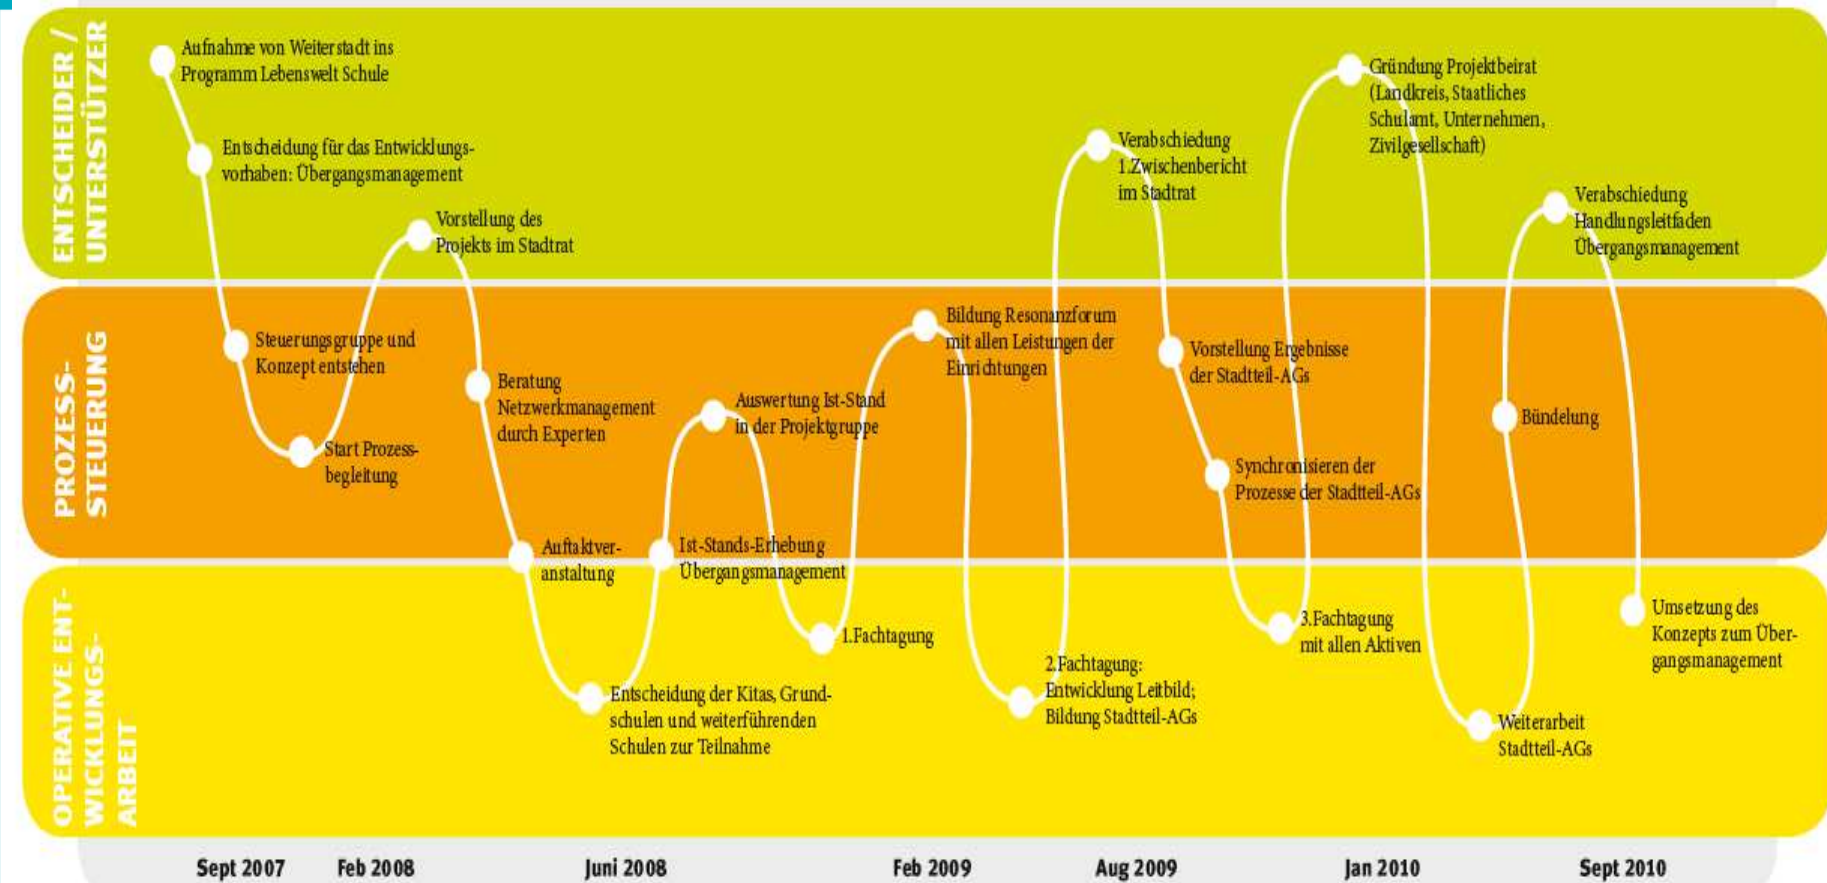 ENTSCHEIDER /
UNTERSTÜTZER
Aufnahme von Weiterstadt ins
Programm Lebenswelt Schule
Entscheidung für das Entwicklungs-
vorhaben: Übergangsmanagement
Vorstellung des
Projekts im Stadtrat
Verabschiedung
1.Zwischenbericht
im Stadtrat
Gründung Projektbeirat
(Landkreis, Staatliches
Schulamt, Unternehmen,
Zivilgesellschaft)
Verabschiedung
Handlungsleitfaden
Übergangsmanagement
PROZESS-
STEUERUNG
Steuerungsgruppe und
Konzept entstehen
Start Prozess-
begleitung
Beratung
Netzwerkmanagement
durch Experten
Auswertung Ist-Stand
in der Projektgruppe
Bildung Resonanzforum
mit allen Leistungen der
Einrichtungen
Vorstellung Ergebnisse
der Stadtteil-AGs
Synchronisieren der
Prozesse der Stadtteil-AGs
Bündelung
Auftaktver-
anstaltung
Ist-Stands-Erhebung
Übergangsmanagement
OPERATIVE ENT-
WICKLUNGS-
ARBEIT
Entscheidung der Kitas, Grund-
schulen und weiterführenden
Schulen zur Teilnahme
1.Fachtagung
2.Fachtagung:
Entwicklung Leitbild;
Bildung Stadtteil-AGs
3.Fachtagung
mit allen Aktiven
Weiterarbeit
Stadtteil-AGs
Umsetzung des
Konzepts zum Über-
gangsmanagement
Sept 2007 Feb 2008 Juni 2008 Feb 2009 Aug 2009 Jan 2010 Sept 2010